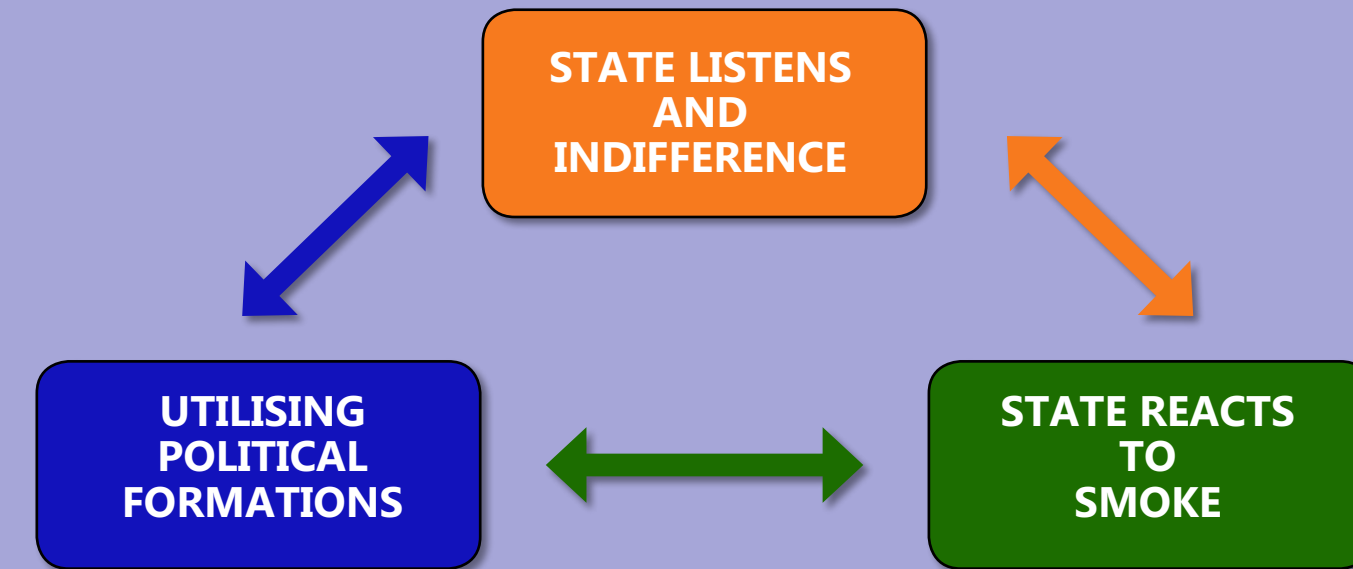 STATE LISTENS
AND
INDIFFERENCE
UTILISING
POLITICAL
FORMATIONS
STATE REACTS
TO
SMOKE